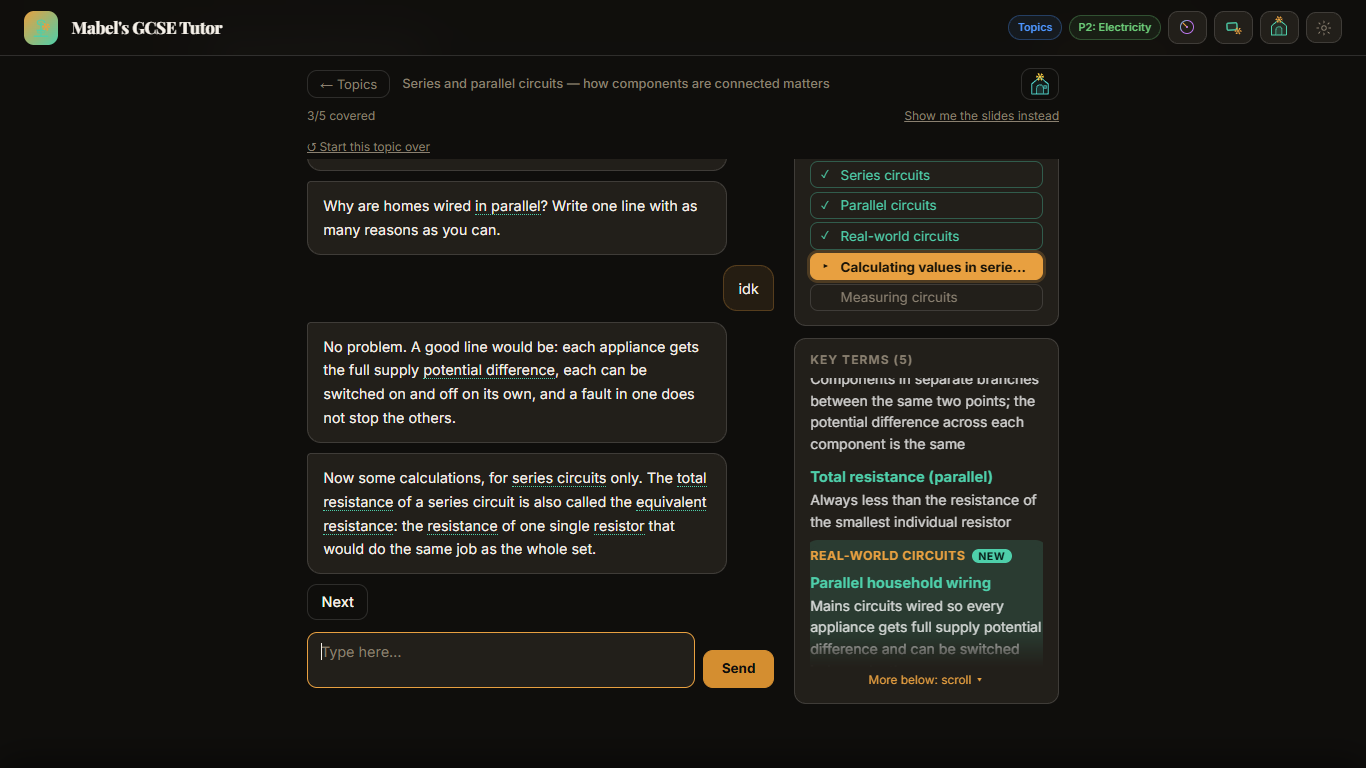 Mabel's GCSE Tutor
Topics
P2: Electricity
← Topics
Series and parallel circuits — how components are connected matters
3/5 covered
Show me the slides instead
↺ Start this topic over
Why are homes wired in parallel? Write one line with as
many reasons as you can.
idk
No problem. A good line would be: each appliance gets
the full supply potential difference, each can be
switched on and off on its own, and a fault in one does
not stop the others.
Now some calculations, for series circuits only. The total
resistance of a series circuit is also called the equivalent
resistance: the resistance of one single resistor that
would do the same job as the whole set.
Next
Type here...
Send
✓ Series circuits
✓ Parallel circuits
✓ Real-world circuits
▸ Calculating values in serie...
Measuring circuits
KEY TERMS (5)
Components in separate branches
between the same two points; the
potential difference across each
component is the same
Total resistance (parallel)
Always less than the resistance of
the smallest individual resistor
REAL-WORLD CIRCUITS NEW
Parallel household wiring
Mains circuits wired so every
appliance gets full supply potential
difference and can be switched
More below: scroll ▾